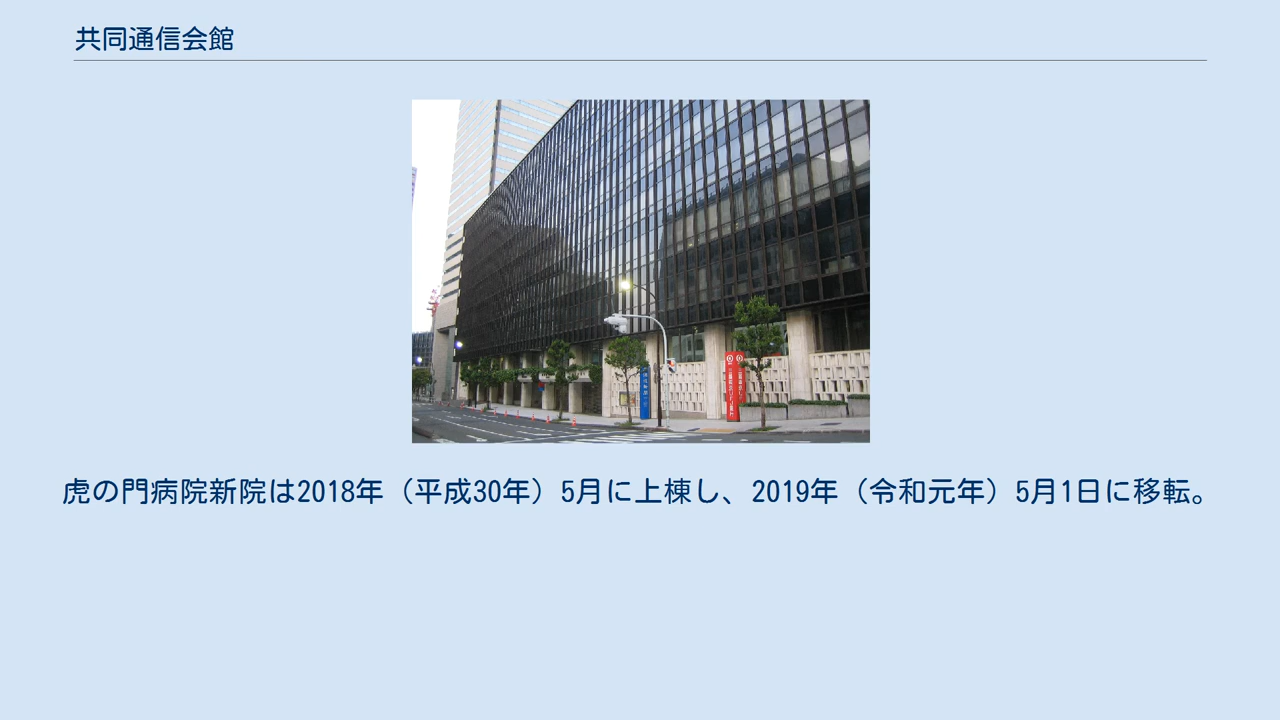 共同通信会館
虎の門病院新院は2018年（平成30年）5月に上棟し、2019年（令和元年）5月1日に移転。